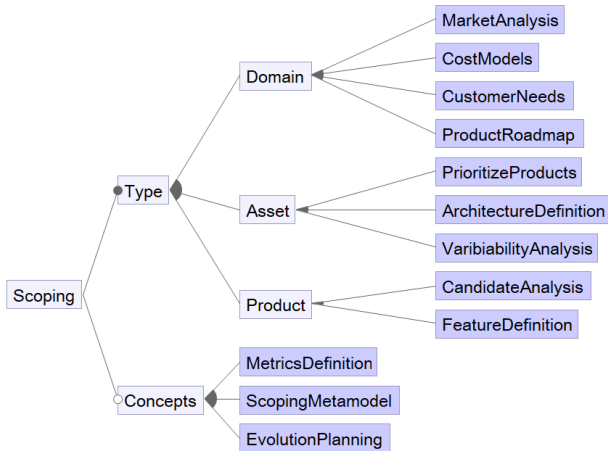 MarketAnalysis
CostModels
Domain
CustomerNeeds
ProductRoadmap
PrioritizeProducts
Type
Asset
ArchitectureDefinition
VaribiabilityAnalysis
CandidateAnalysis
Scoping
Product
FeatureDefinition
MetricsDefinition
Concepts
ScopingMetamodel
EvolutionPlanning